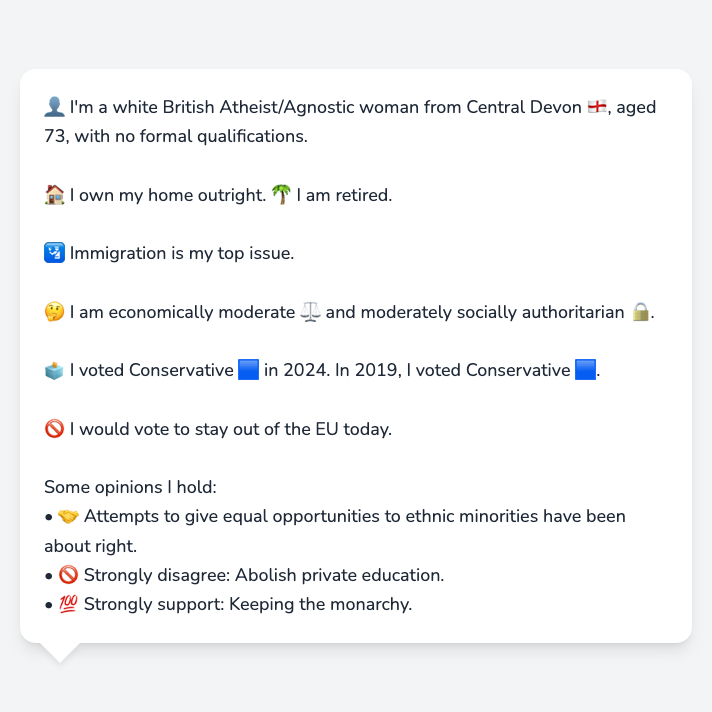 👤 I'm a white British Atheist/Agnostic woman from Central Devon 🏴󠁧󠁢󠁥󠁮󠁧󠁿, aged
73, with no formal qualifications.
🏠 I own my home outright. 🌴 I am retired.
🛂 Immigration is my top issue.
🤔 I am economically moderate ⚖️ and moderately socially authoritarian 🔒.
🗳️ I voted Conservative 🟦 in 2024. In 2019, I voted Conservative 🟦.
🚫 I would vote to stay out of the EU today.
Some opinions I hold:
• 🤝 Attempts to give equal opportunities to ethnic minorities have been
about right.
• 🚫 Strongly disagree: Abolish private education.
• 💯 Strongly support: Keeping the monarchy.